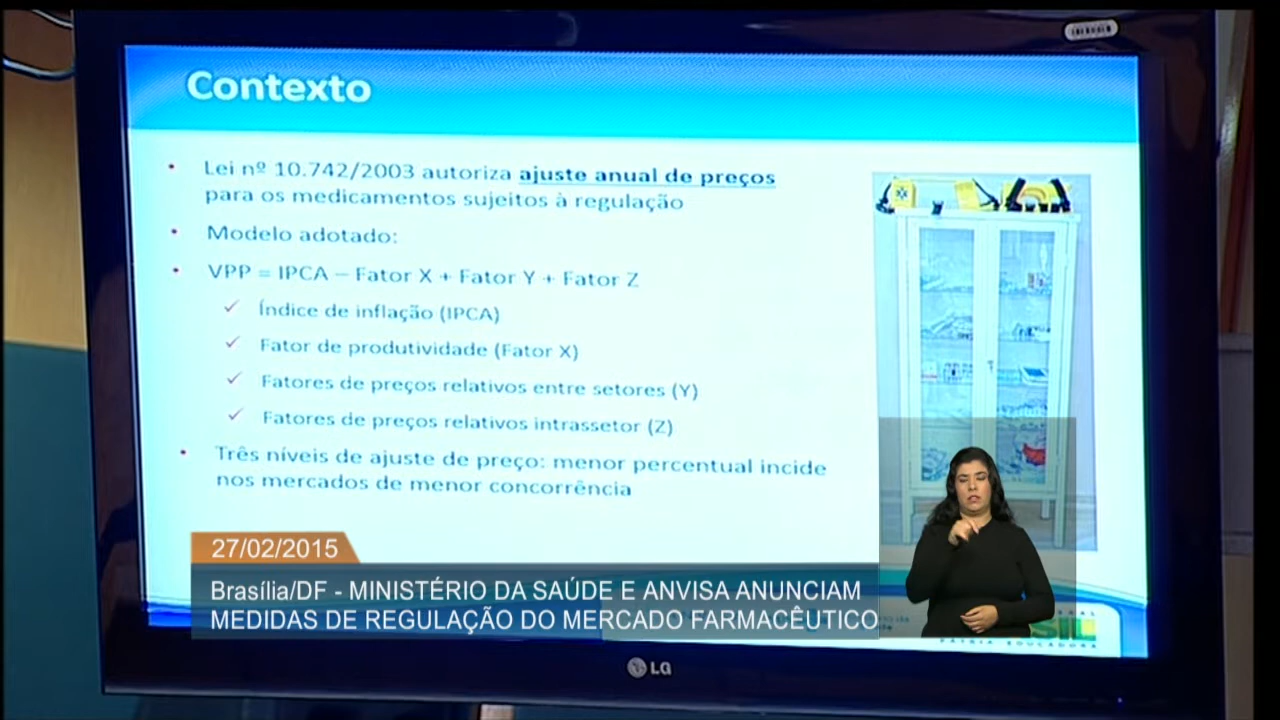 Contexto
• Lei nº 10.742/2003 autoriza ajuste anual de preços
para os medicamentos sujeitos à regulação
• Modelo adotado:
• VPP = IPCA – Fator X + Fator Y + Fator Z
✓ Índice de inflação (IPCA)
✓ Fator de produtividade (Fator X)
✓ Fatores de preços relativos entre setores (Y)
✓ Fatores de preços relativos intrassetor (Z)
• Três níveis de ajuste de preço: menor percentual incide
nos mercados de menor concorrência
27/02/2015
Brasília/DF - MINISTÉRIO DA SAÚDE E ANVISA ANUNCIAM
MEDIDAS DE REGULAÇÃO DO MERCADO FARMACÊUTICO
PÁTRIA EDUCADORA
LG